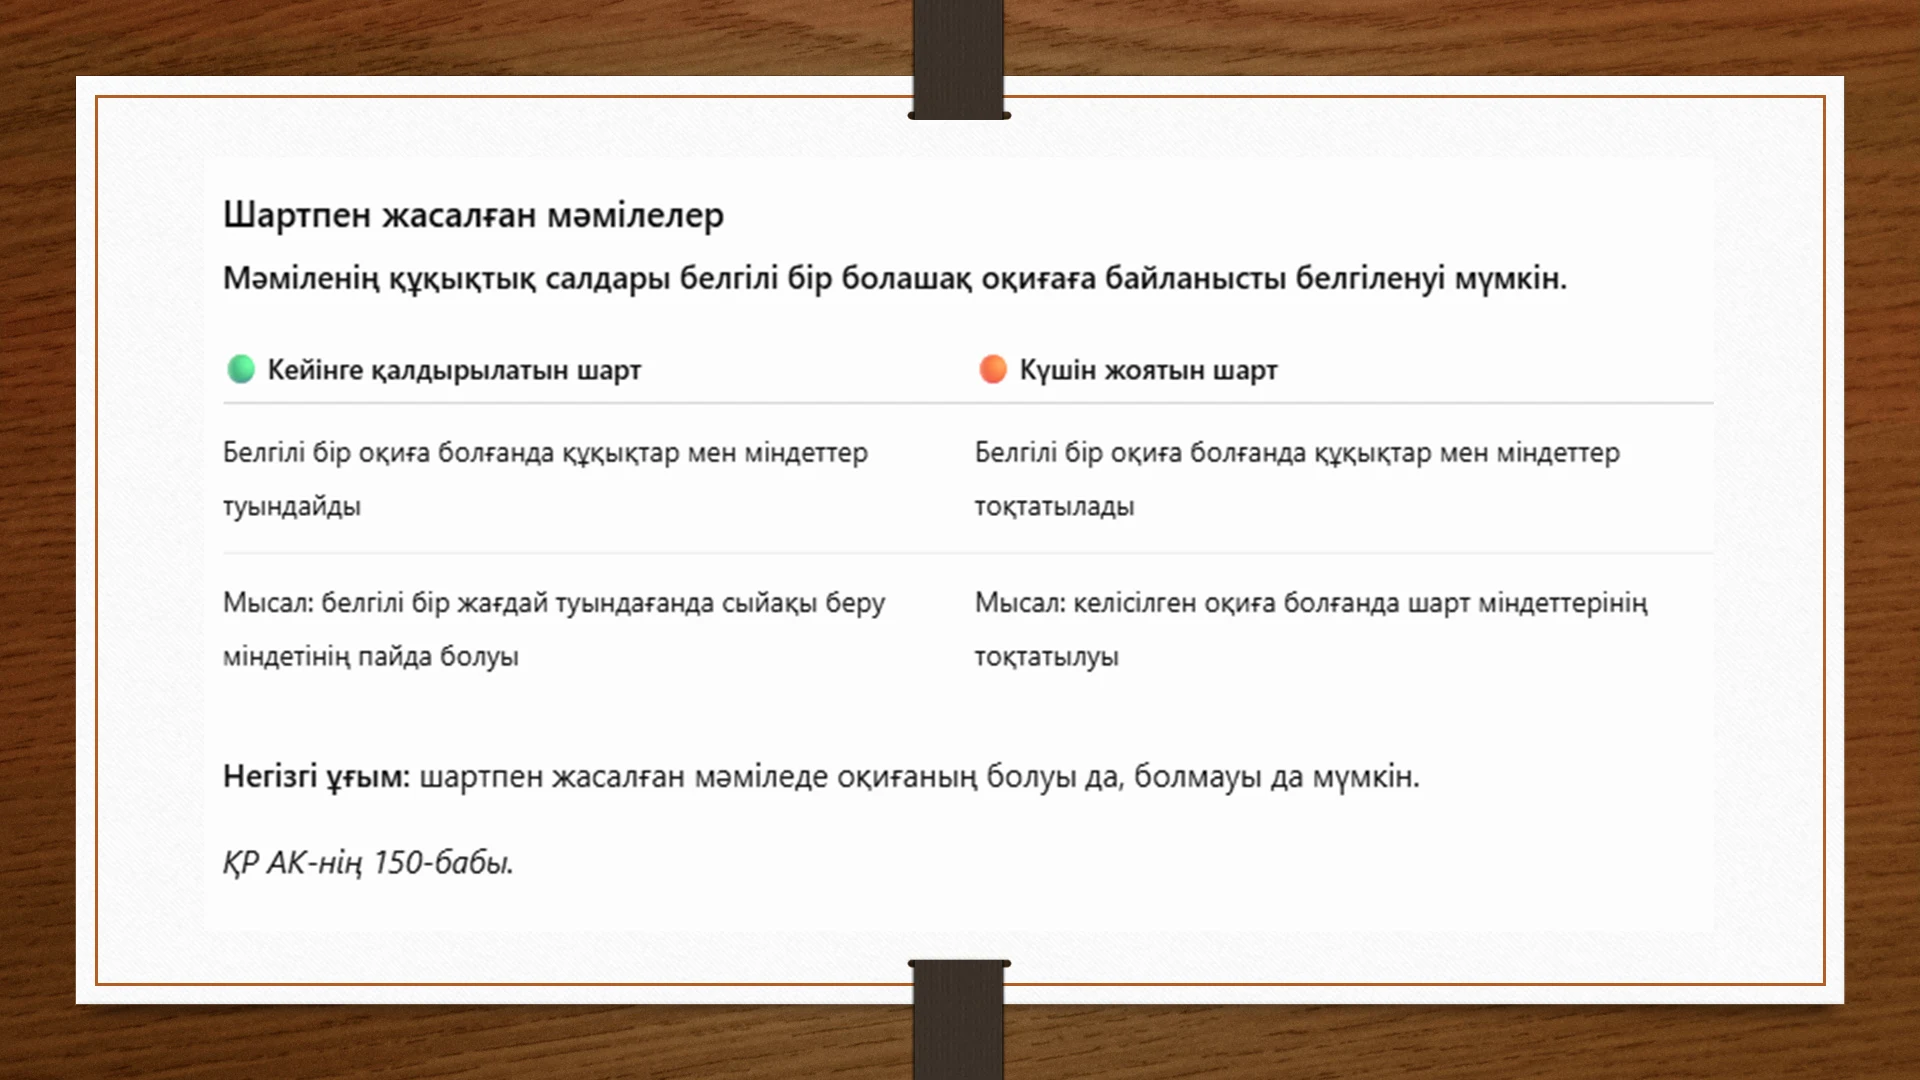 Шартпен жасалған мәмілелер
Мәміленің құқықтық салдары белгілі бір болашақ оқиғаға байланысты белгіленуі мүмкін.
Кейінге қалдырылатын шарт
Күшін жоятын шарт
Белгілі бір оқиға болғанда құқықтар мен міндеттер
туындайды
Белгілі бір оқиға болғанда құқықтар мен міндеттер
тоқтатылады
Мысал: белгілі бір жағдай туындағанда сыйақы беру
міндетінің пайда болуы
Мысал: келісілген оқиға болғанда шарт міндеттерінің
тоқтатылуы
Негізгі ұғым: шартпен жасалған мәміледе оқиғаның болуы да, болмауы да мүмкін.
ҚР АК-нің 150-бабы.